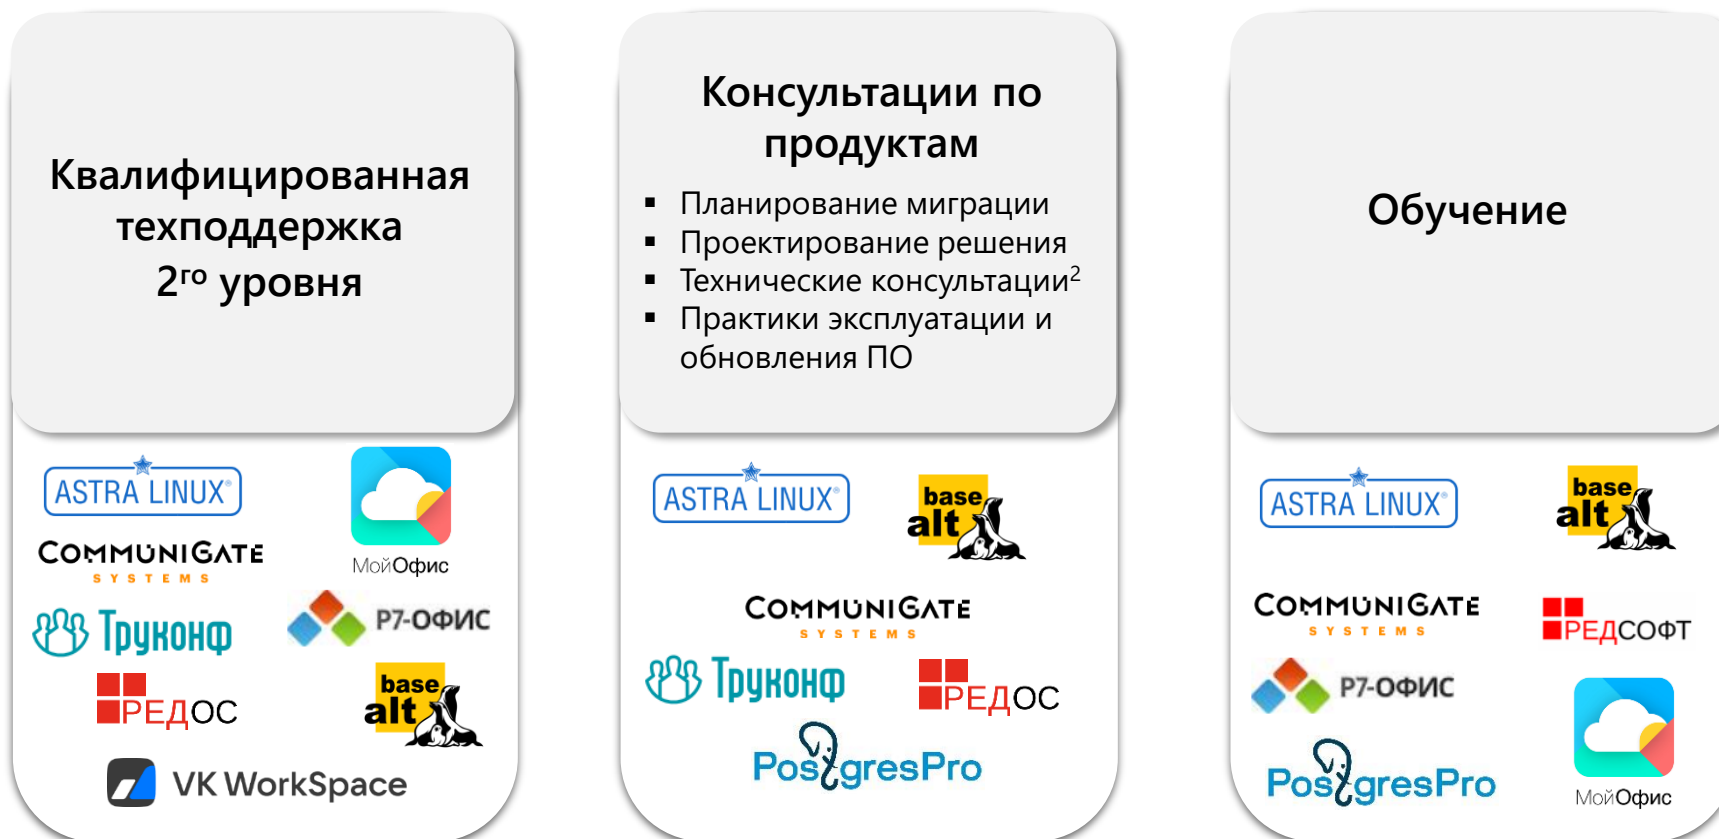 Квалифицированная
техподдержка
2го уровня
ASTRA LINUX®
МойОфис
COMMUNIGATE
SYSTEMS
Труконф
Р7-ОФИС
РЕДОС
base
alt
VK WorkSpace
Консультации по
продуктам
▪ Планирование миграции
▪ Проектирование решения
▪ Технические консультации2
▪ Практики эксплуатации и
обновления ПО
ASTRA LINUX®
base
alt
COMMUNIGATE
SYSTEMS
Труконф
РЕДОС
PostgresPro
Обучение
ASTRA LINUX®
base
alt
COMMUNIGATE
SYSTEMS
РЕДСОФТ
Р7-ОФИС
PostgresPro
МойОфис